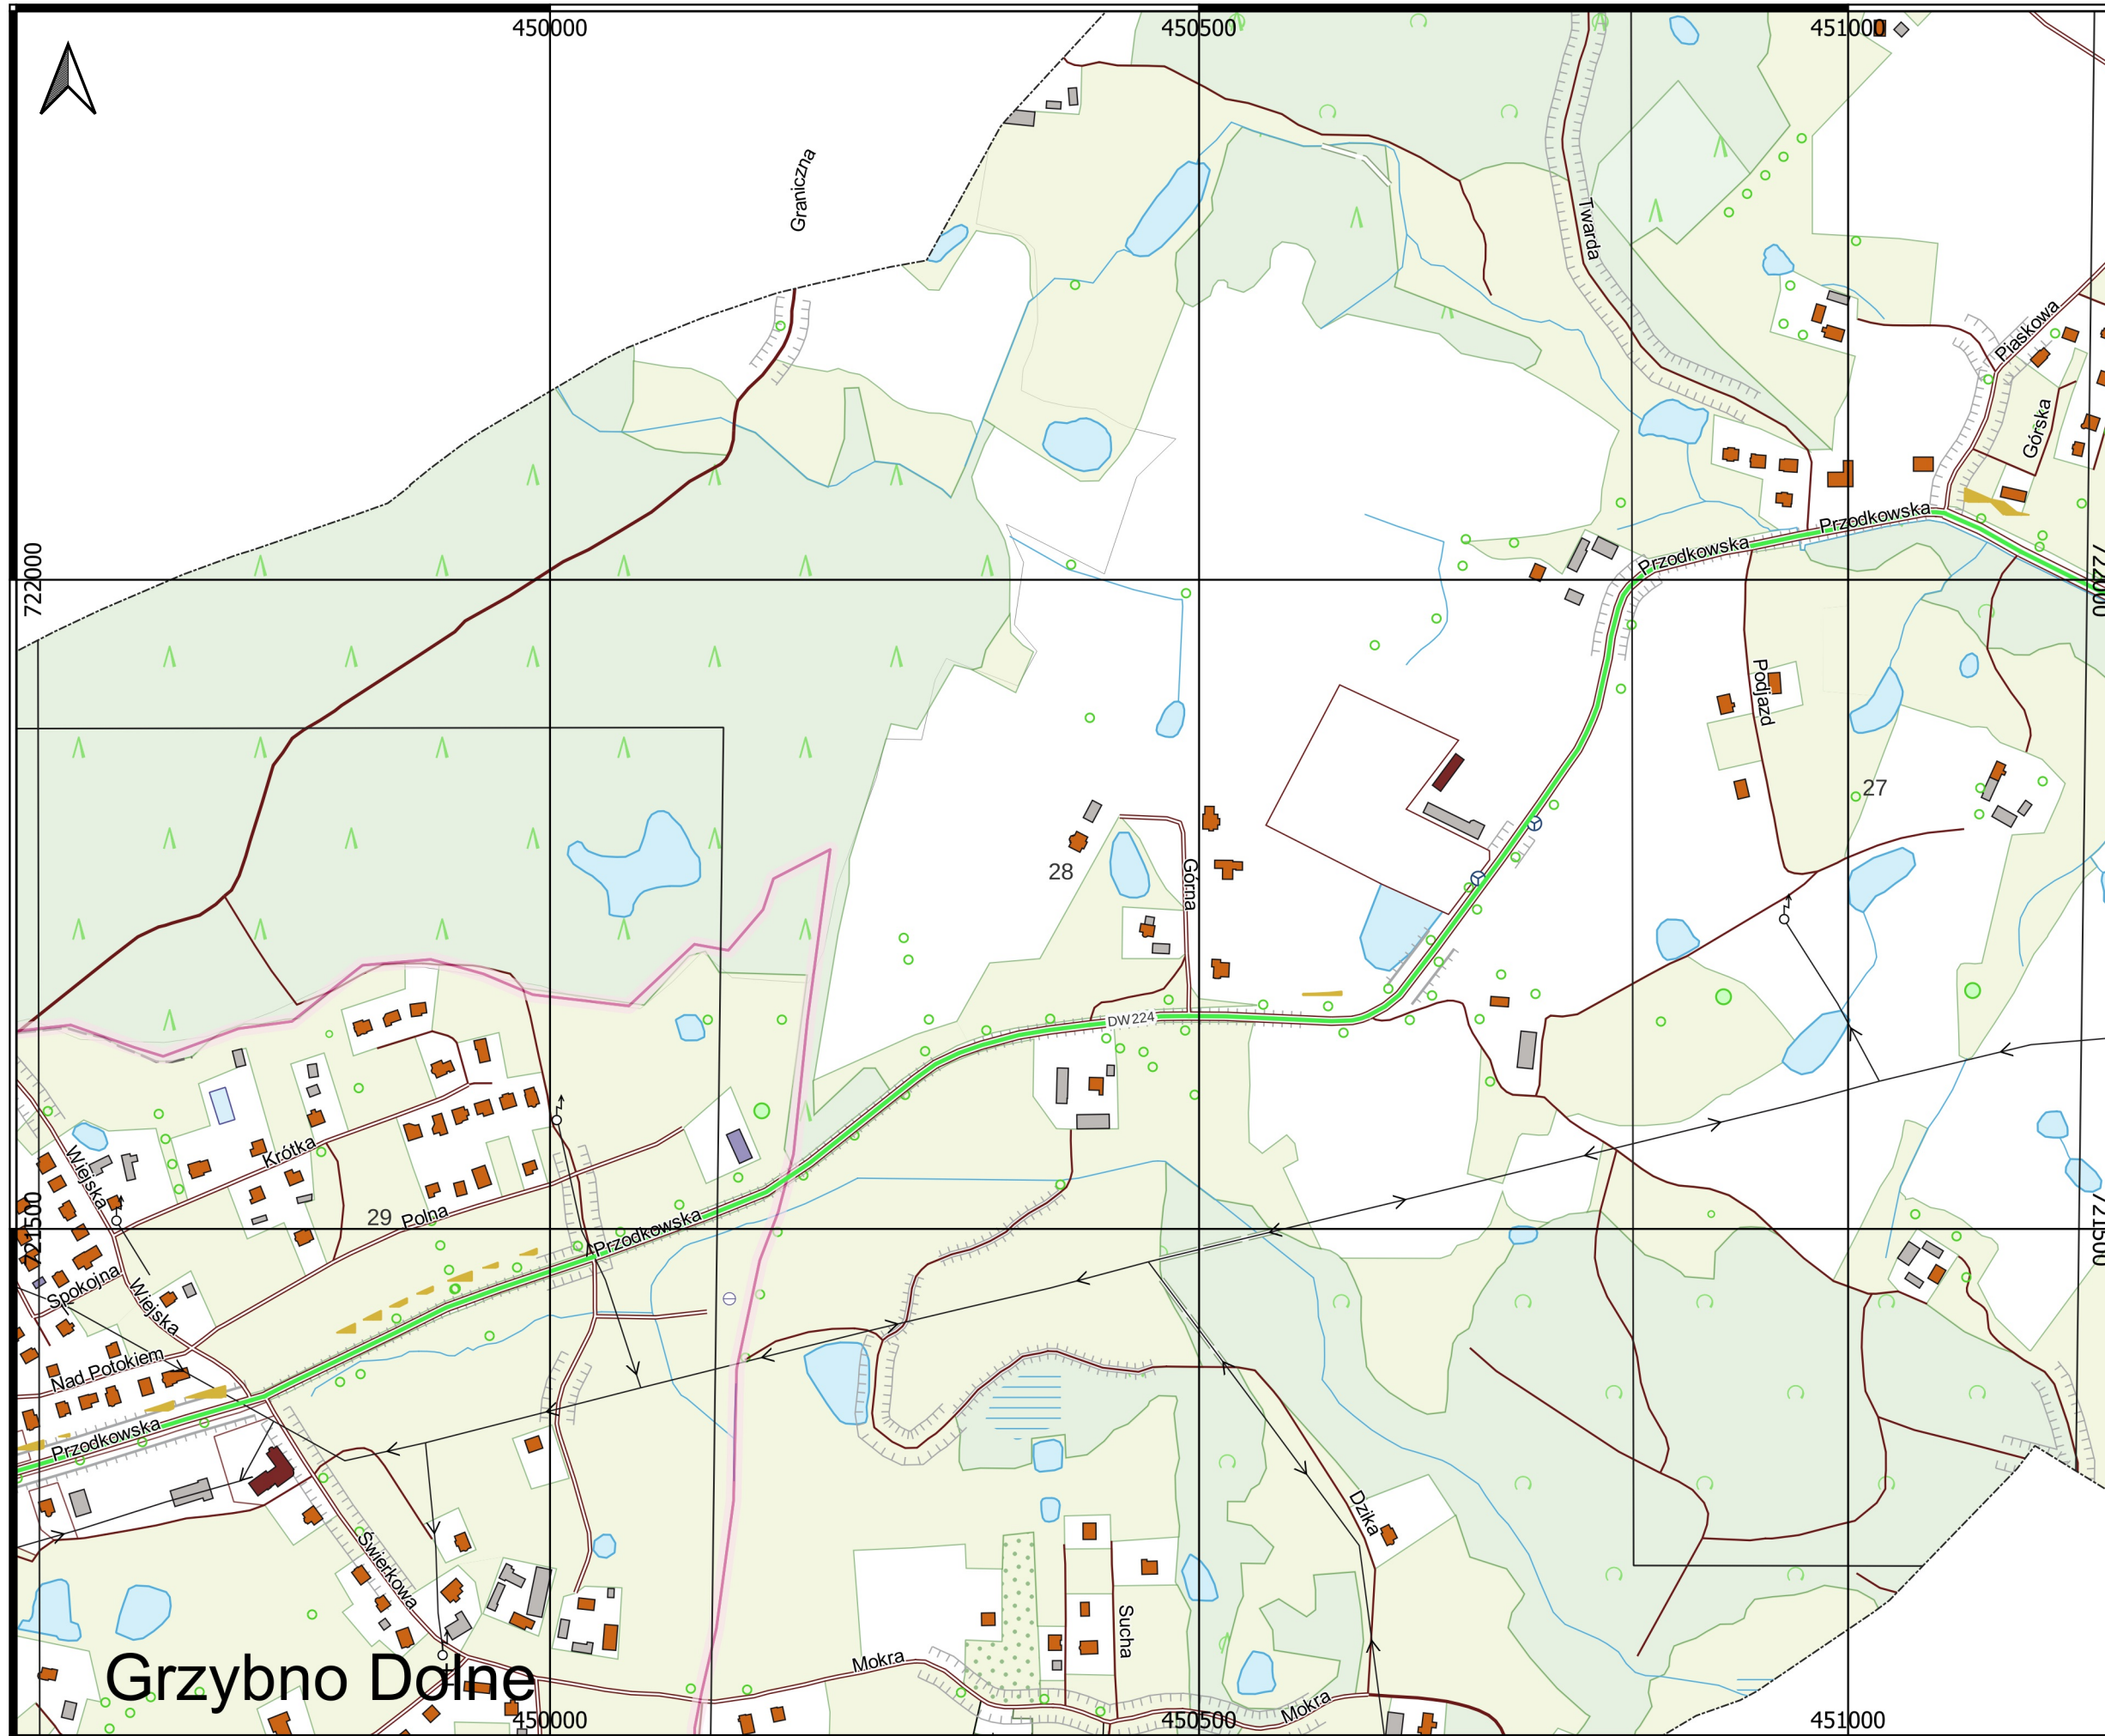 450000
450500
451000
Graniczna
Twarda
Piaskowa
Górska
Przodkowska
Przodkowska
722000
722000
Podjazd
27
28
Górna
DW224
Krótka
Wiejska
29
Polna
Przodkowska
721500
721500
Spokojna
Wiejska
Nad Potokiem
Przodkowska
Świerkowa
Dzika
Sucha
Mokra
Mokra
Grzybno Dolne
450000
450500
451000